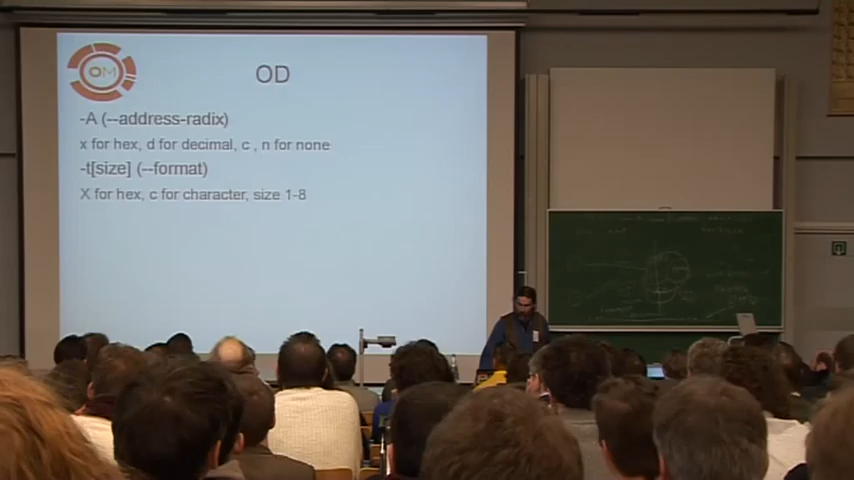 OM
OD
-A (--address-radix)
x for hex, d for decimal, c , n for none
-t[size] (--format)
X for hex, c for character, size 1-8